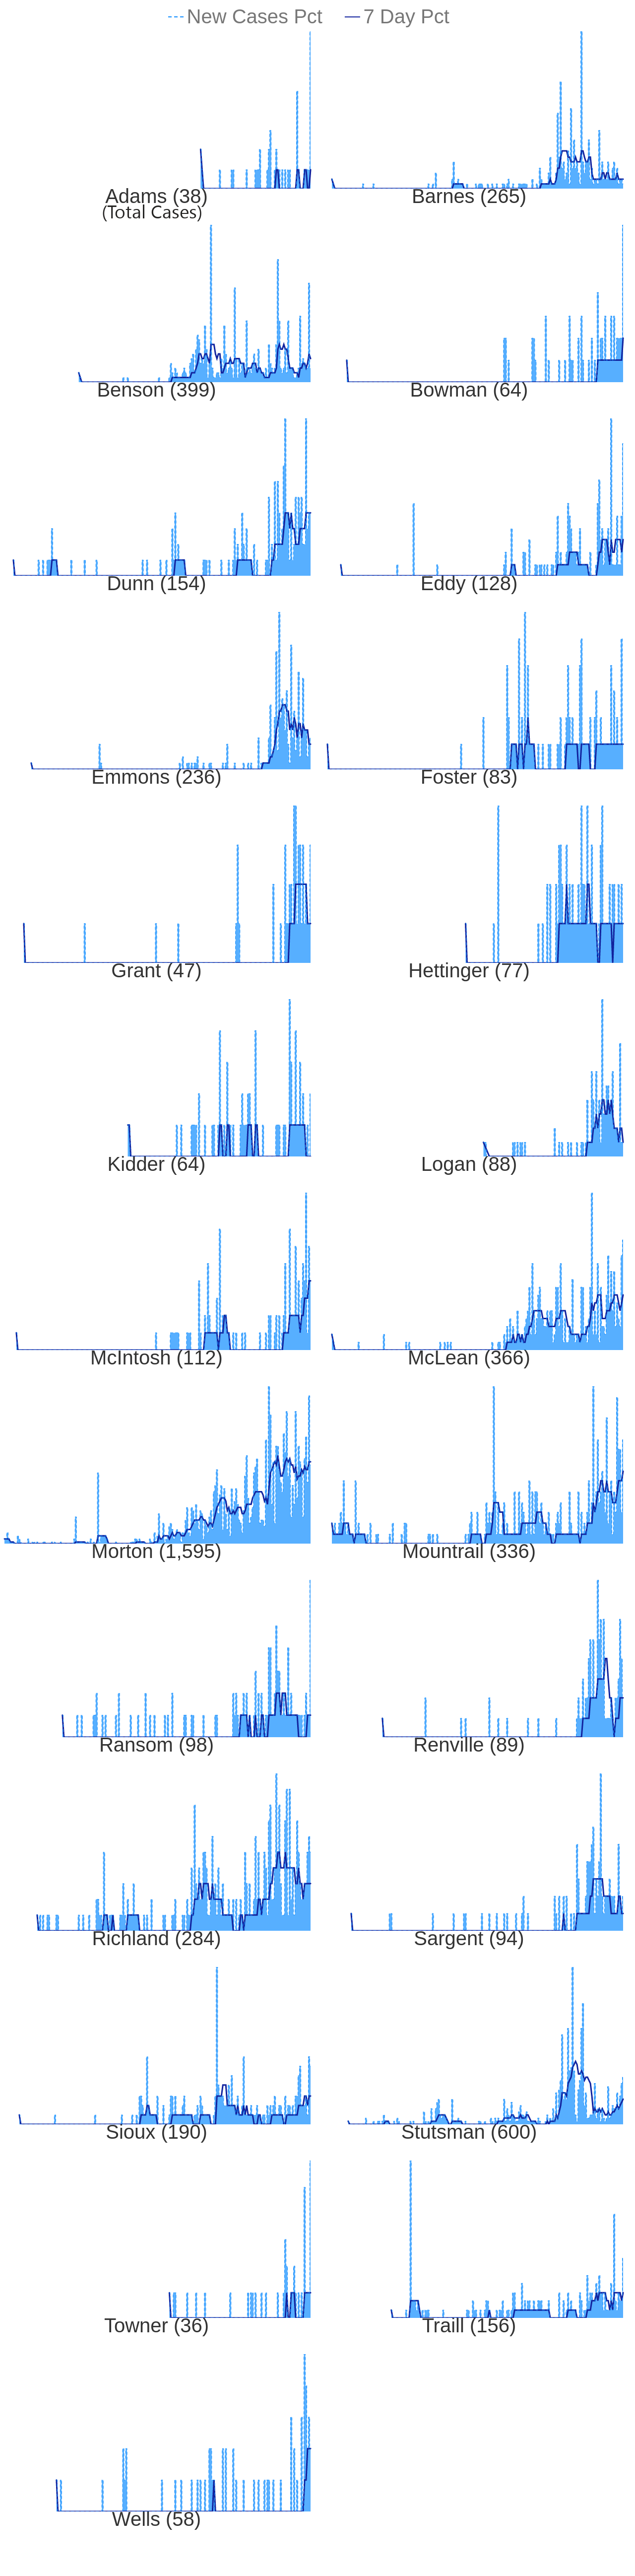 New Cases Pct 7 Day Pct
Adams (38) Barnes (265)
(Total Cases)
Benson (399) Bowman (64)
Dunn (154) Eddy (128)
Emmons (236) Foster (83)
Grant (47) Hettinger (77)
Kidder (64) Logan (88)
McIntosh (112) McLean (366)
Morton (1,595) Mountrail (336)
Ransom (98) Renville (89)
Richland (284) Sargent (94)
Sioux (190) Stutsman (600)
Towner (36) Traill (156)
Wells (58)